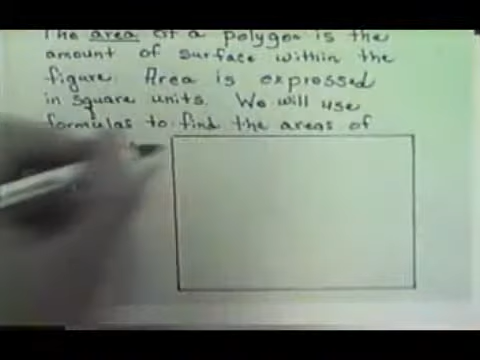 The area of a polygon is the
amount of surface within the
figure. Area is expressed
in square units. We will use
formulas to find the areas of